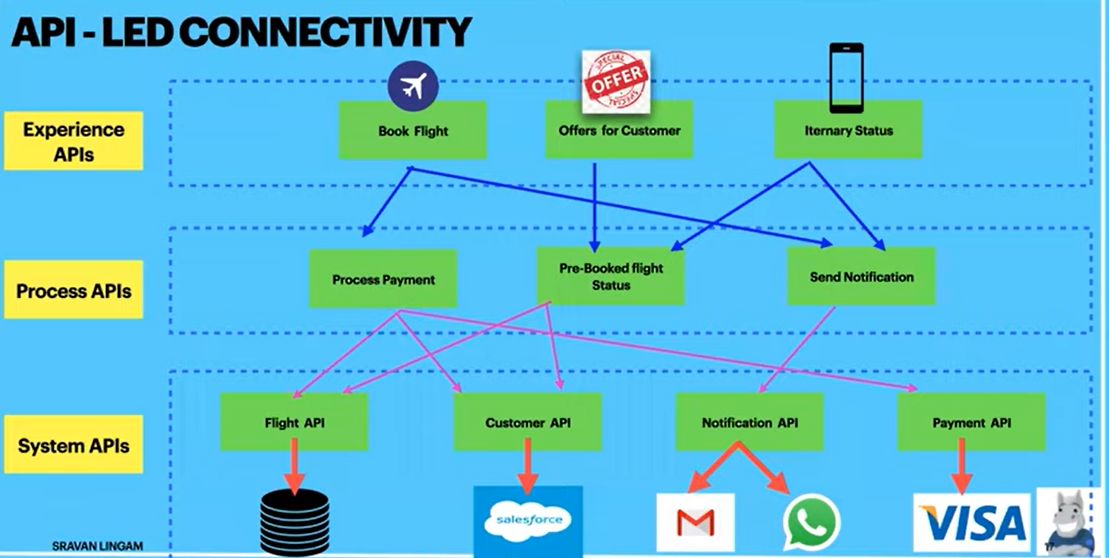 API - LED CONNECTIVITY
SPECIAL
OFFER
SPECIAL
Experience
APIs
Book Flight
Offers for Customer
Iternary Status
Process APIs
Process Payment
Pre-Booked flight
Status
Send Notification
System APIs
Flight API
Customer API
Notification API
Payment API
salesforce
VISA
SRAVAN LINGAM
17